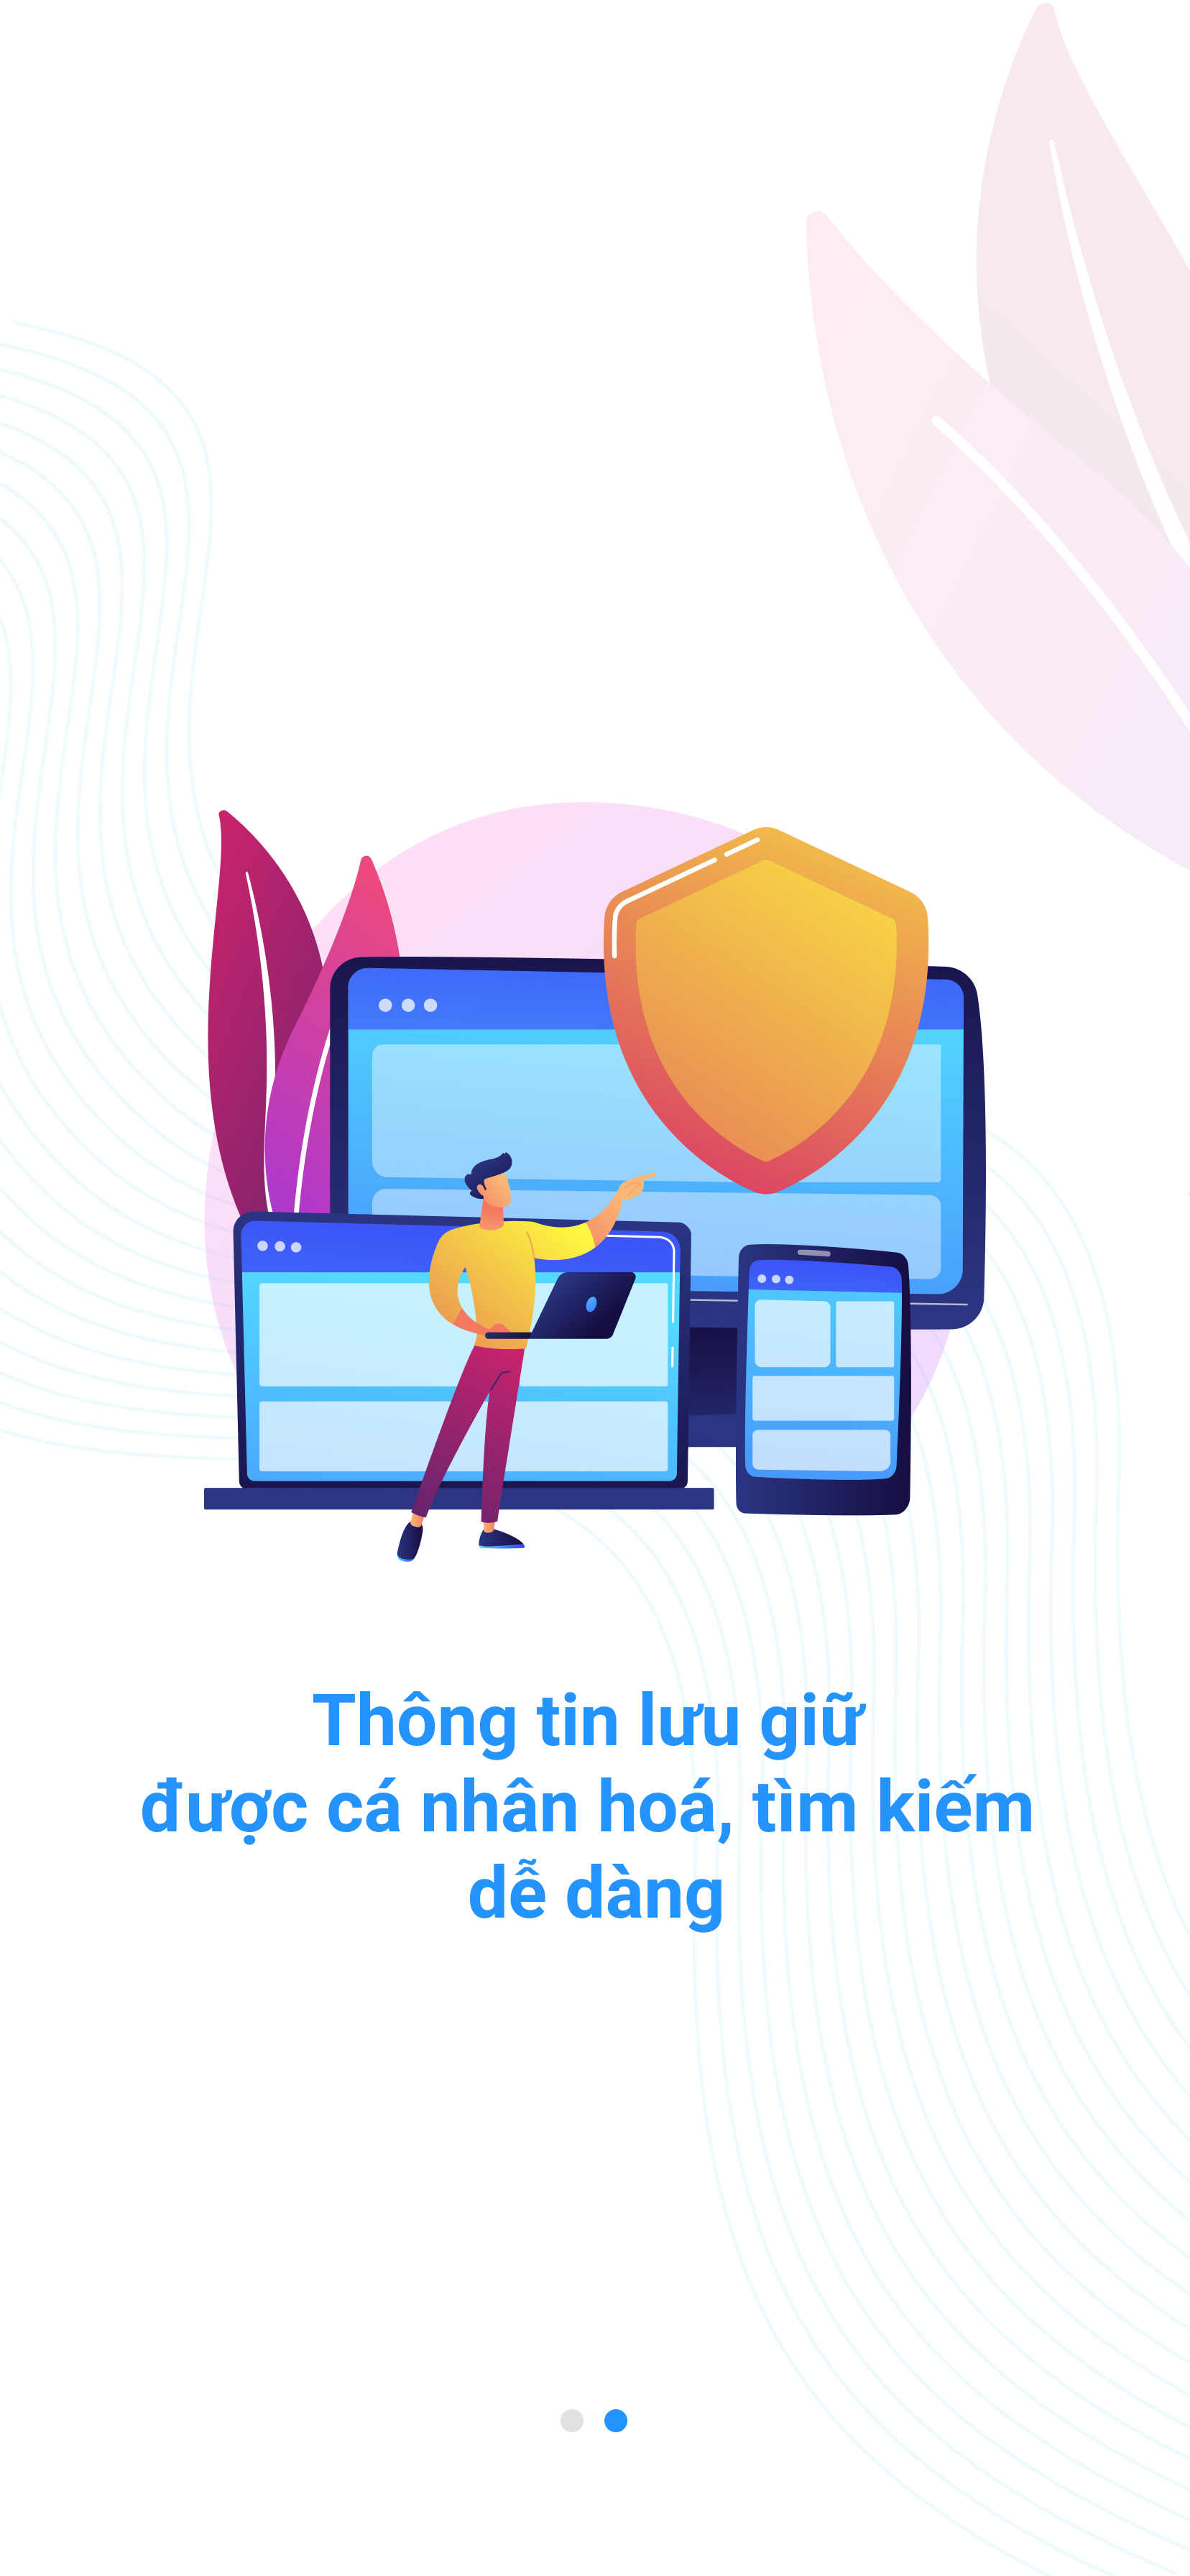 Thông tin lưu giữ
được cá nhân hoá, tìm kiếm
dễ dàng